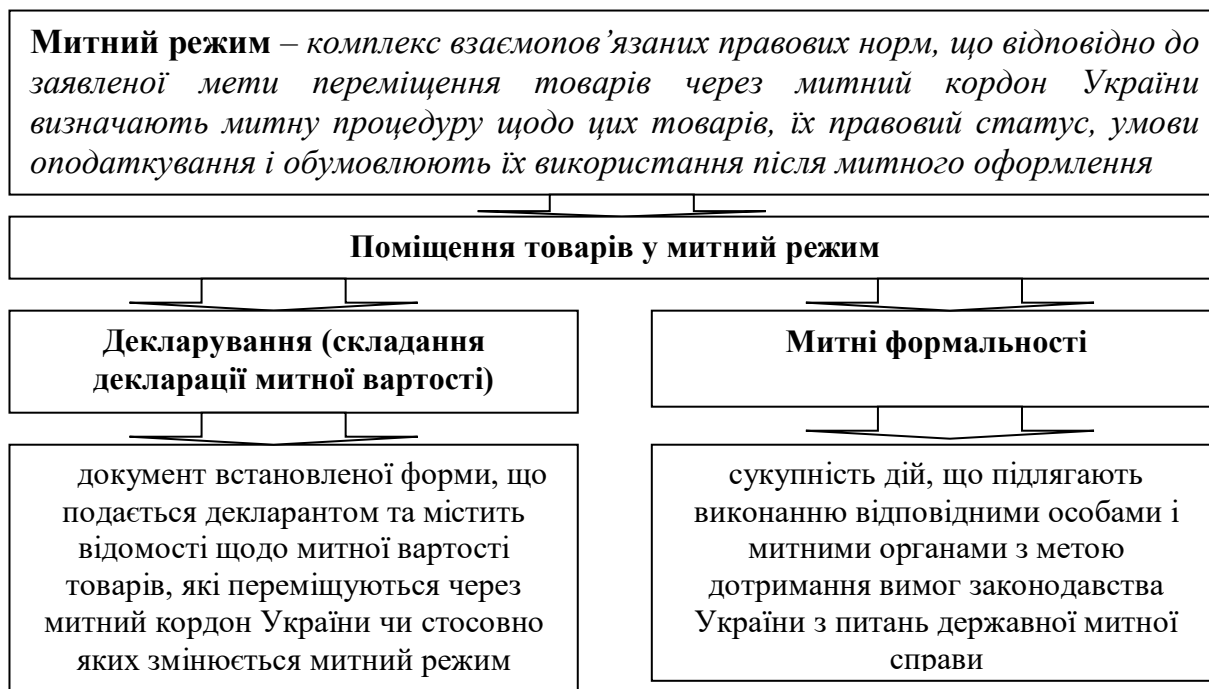 Митний режим – комплекс взаємопов’язаних правових норм, що відповідно до
заявленої мети переміщення товарів через митний кордон України
визначають митну процедуру щодо цих товарів, їх правовий статус, умови
оподаткування і обумовлюють їх використання після митного оформлення
Поміщення товарів у митний режим
Декларування (складання
декларації митної вартості)
Митні формальності
документ встановленої форми, що
подається декларантом та містить
відомості щодо митної вартості
товарів, які переміщуються через
митний кордон України чи стосовно
яких змінюється митний режим
сукупність дій, що підлягають
виконанню відповідними особами і
митними органами з метою
дотримання вимог законодавства
України з питань державної митної
справи